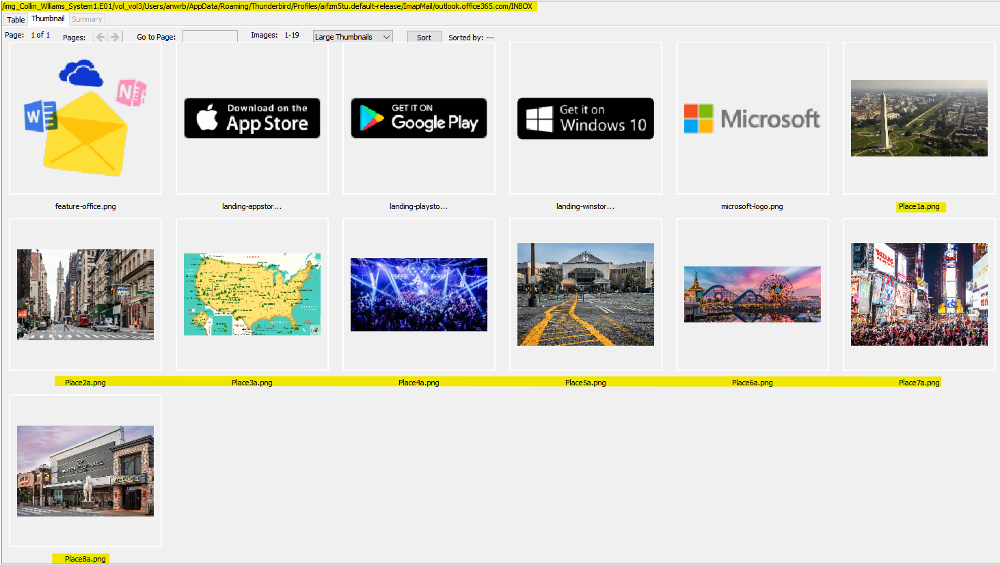 /img_Collin_Wlliams_System1.E01/vol_vol3/Users/anwrb/AppData/Roaming/Thunderbird/Profiles/aifzm5tu.default-release/ImapMail/outlook.office365.com/INBOX
Table Thumbnail Summary
Page: 1 of 1 Pages: Go to Page: Images: 1-19 Large Thumbnails Sort Sorted by: ---
W N
Download on the
App Store
GET IT ON
Google Play
Get it on
Windows 10
Microsoft
feature-office.png landing-appstor... landing-playsto... landing-winstor... microsoft-logo.png Place1a.png
Place2a.png Place3a.png Place4a.png Place5a.png Place6a.png Place7a.png
WOODFIELD MALL
Place8a.png